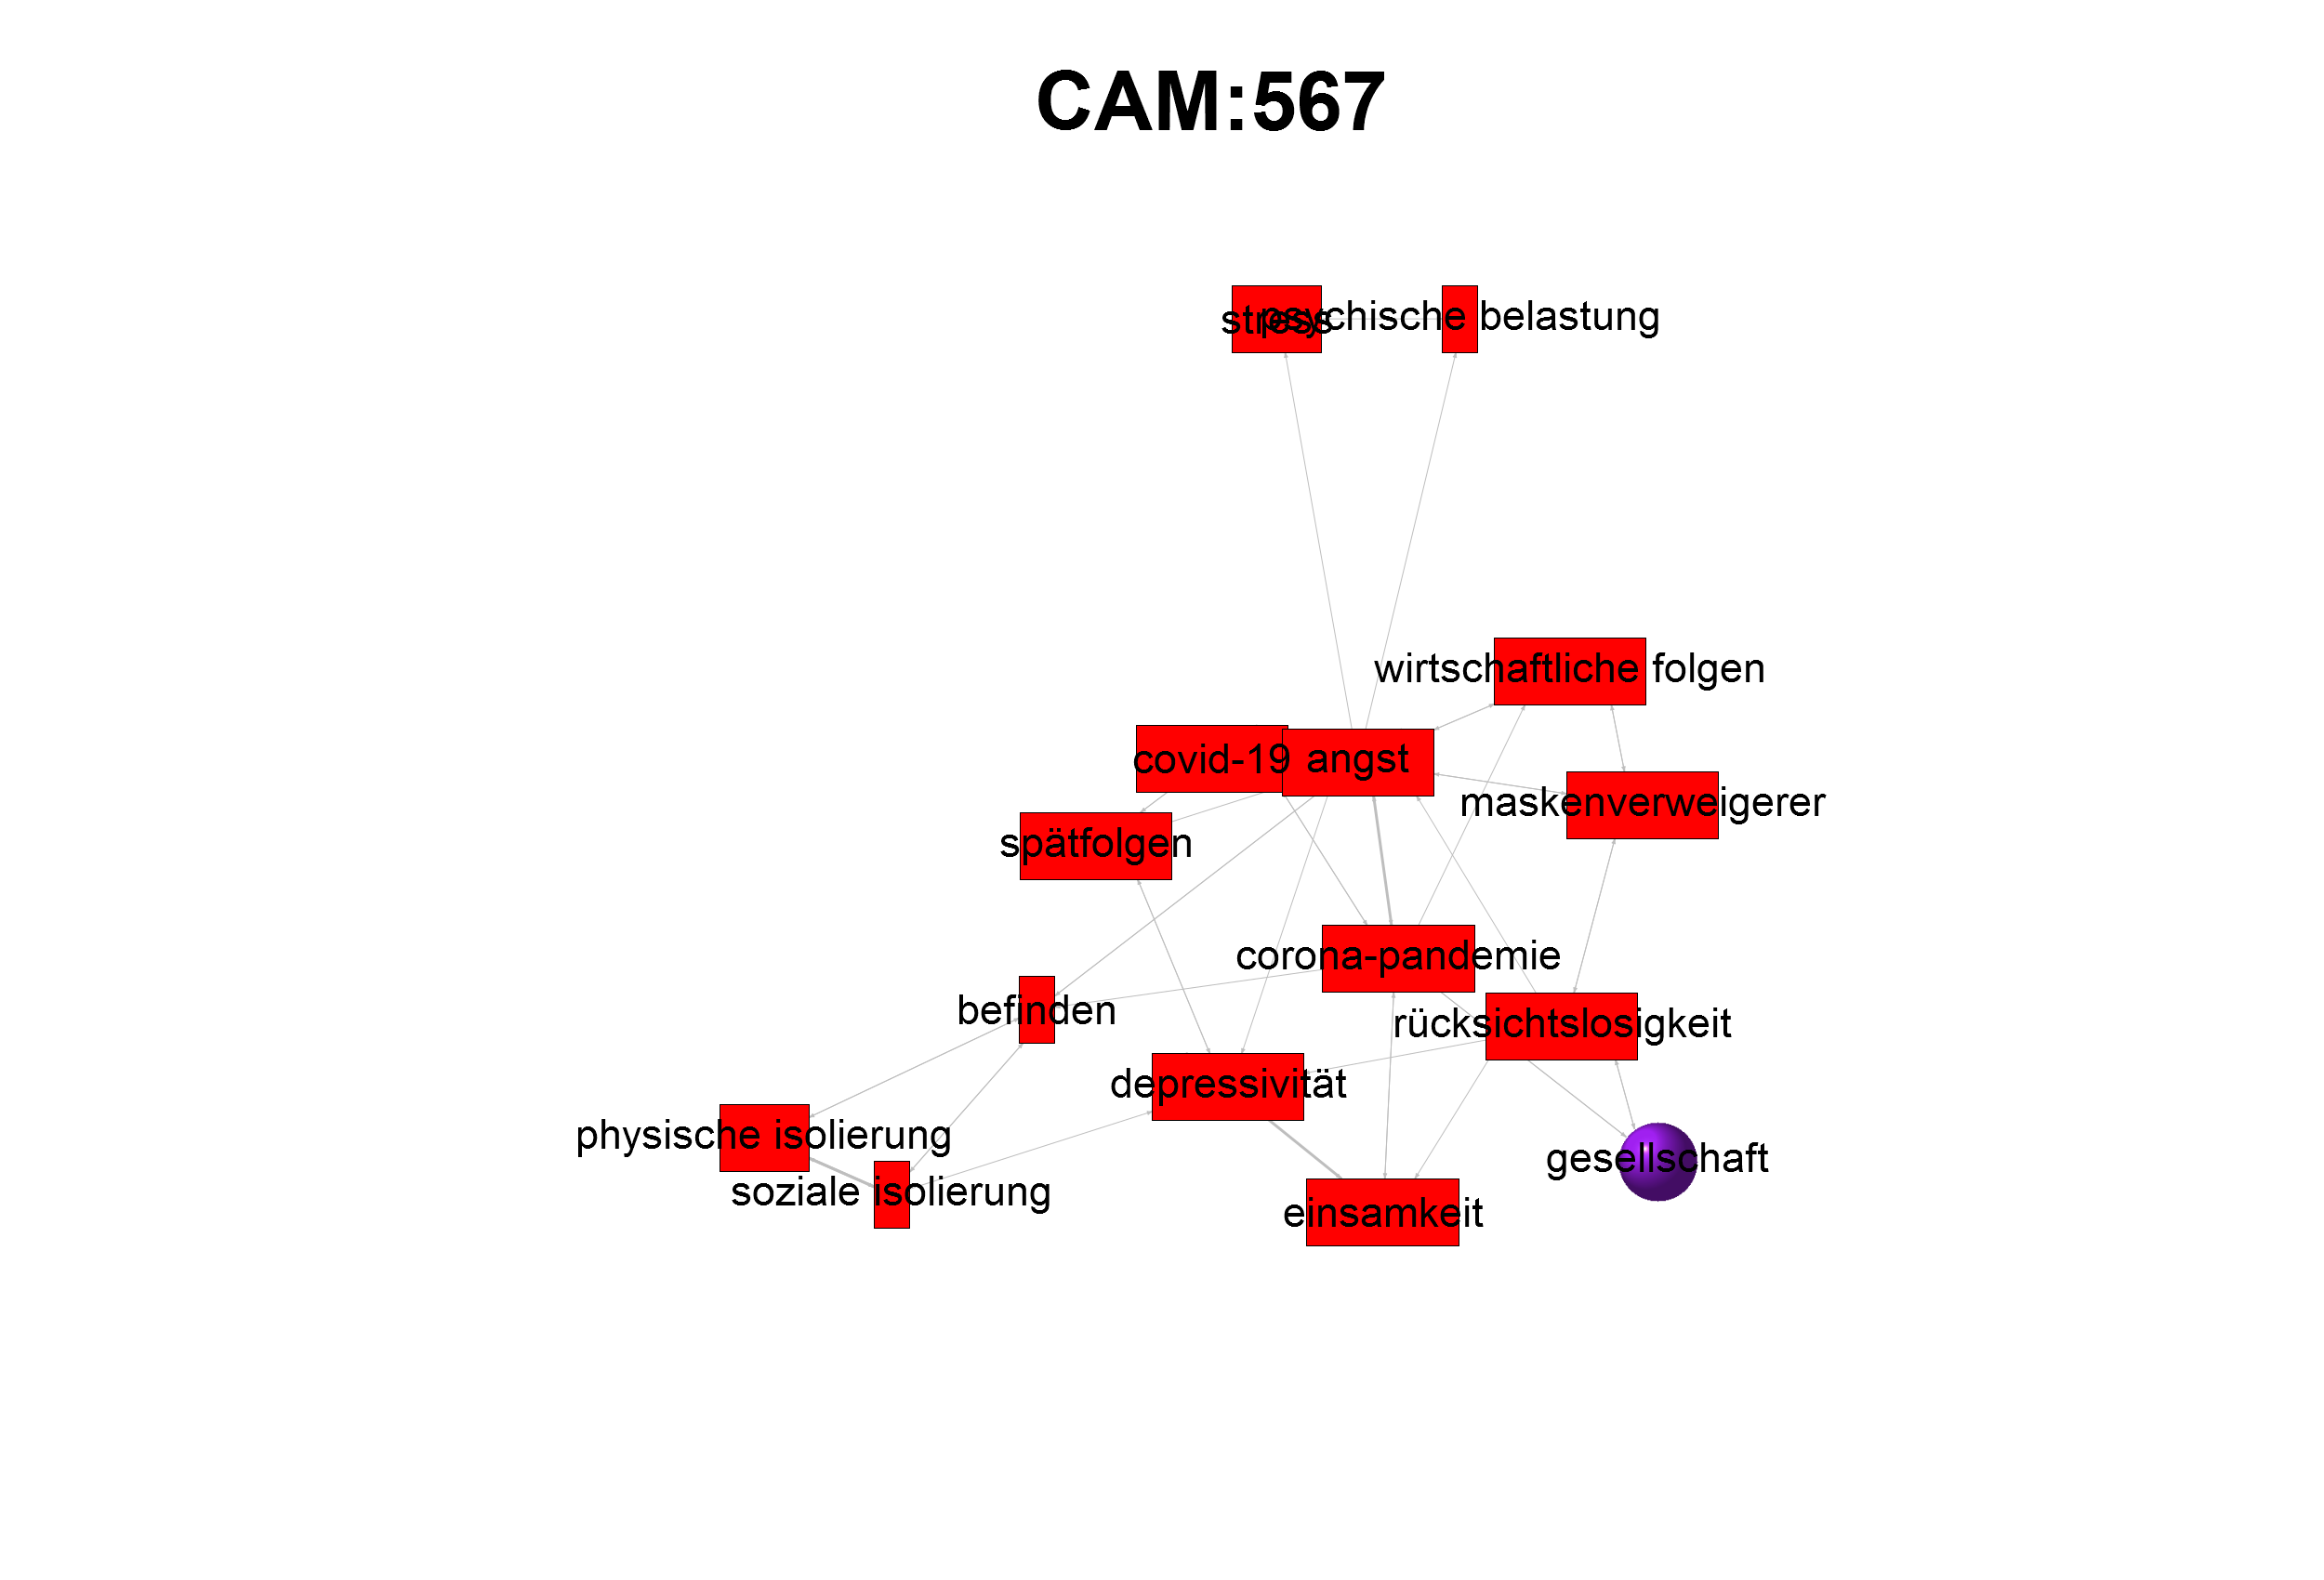 CAM:567
stress
psychische belastung
wirtschaftliche folgen
covid-19
angst
maskenverweigerer
spätfolgen
corona-pandemie
befinden
rücksichtslosigkeit
depressivität
physische isolierung
gesellschaft
soziale isolierung
einsamkeit